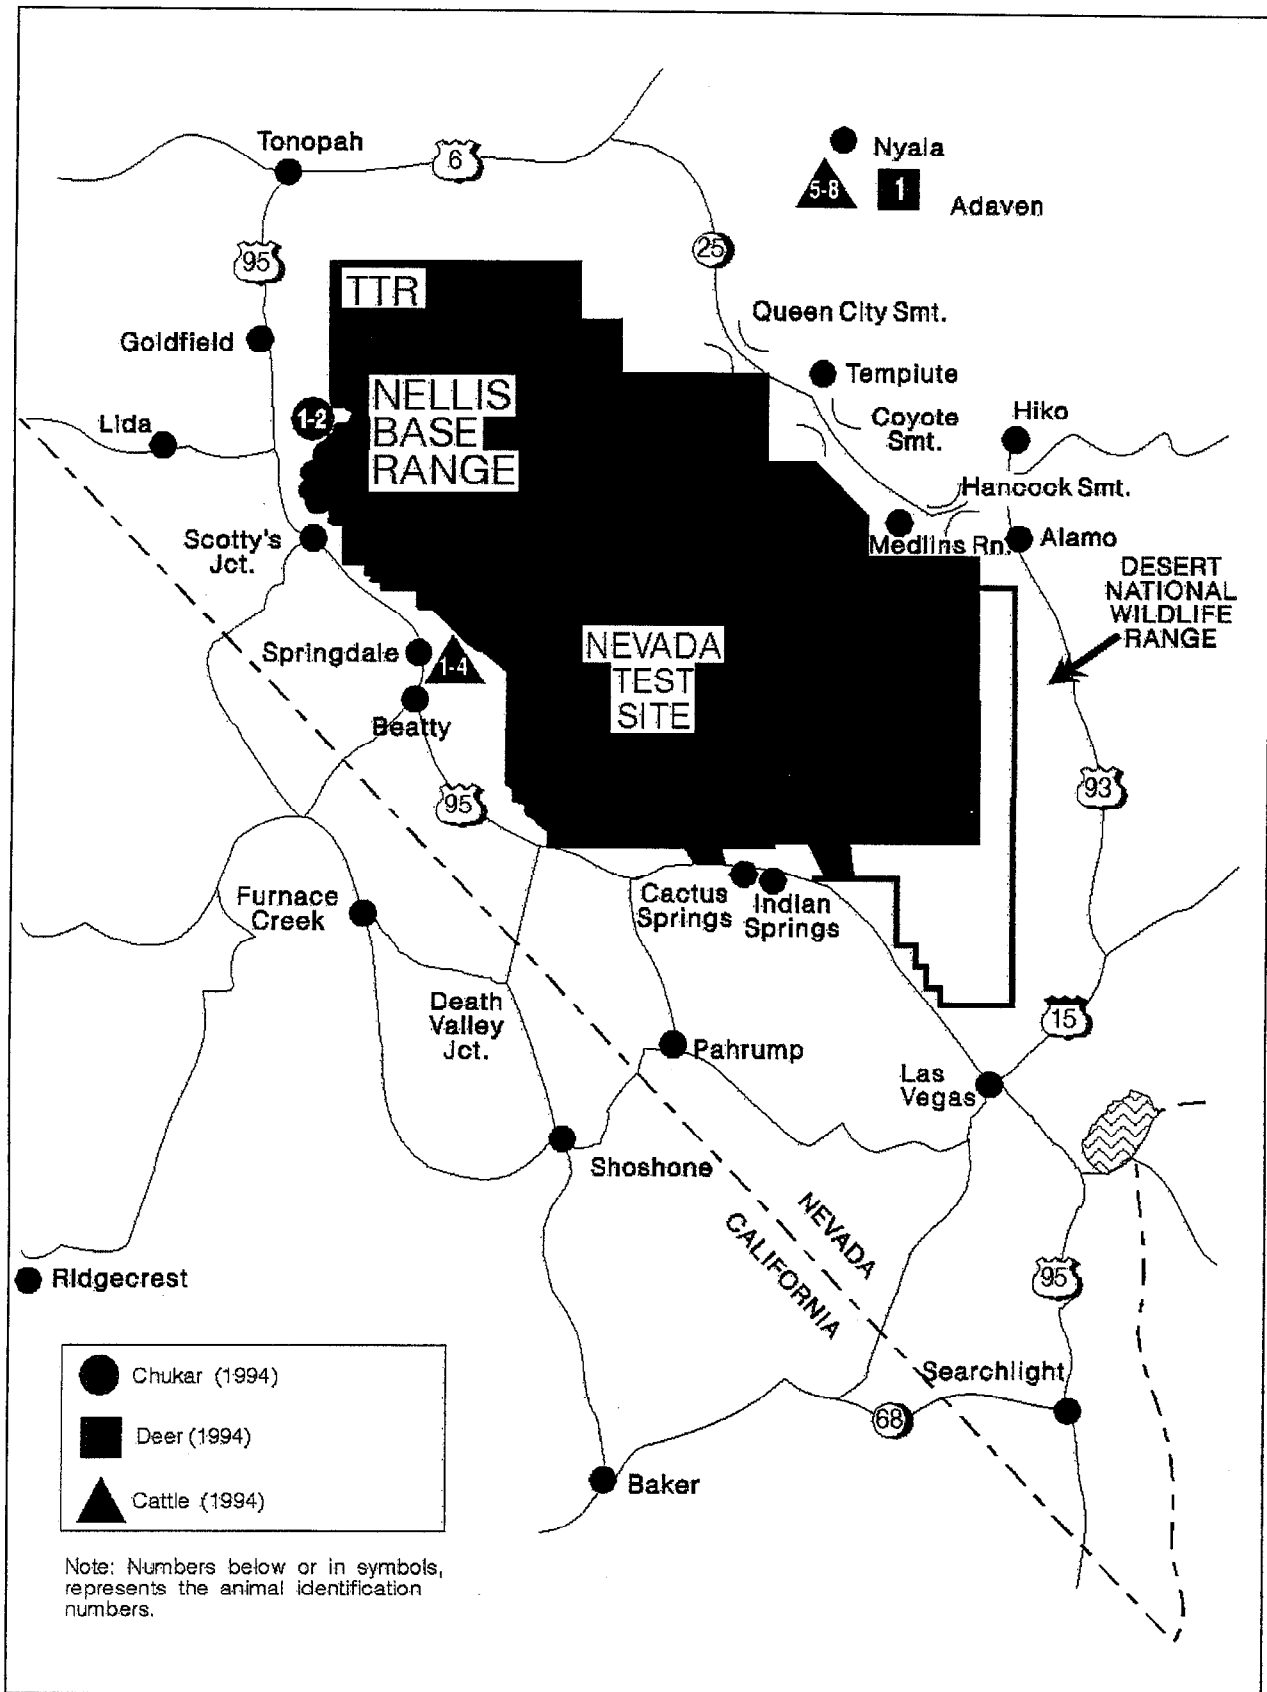 Tonopah
6
Nyala
5-8
1
Adaven
95
25
TTR
Queen City Smt.
Goldfield
Tempiute
NELLIS
BASE
RANGE
1-2
Lida
Coyote
Smt.
Hiko
Hancock Smt.
Scotty's
Jct.
Medlins Rn.
Alamo
DESERT
NATIONAL
WILDLIFE
RANGE
Springdale
1-4
NEVADA
TEST
SITE
Beatty
95
93
Furnace
Creek
Cactus
Springs
Indian
Springs
Death
Valley
Jct.
15
Pahrump
Las
Vegas
Shoshone
NEVADA
CALIFORNIA
Ridgecrest
95
Searchlight
68
Baker
Chukar (1994)
Deer (1994)
Cattle (1994)
Note: Numbers below or in symbols,
represents the animal identification
numbers.